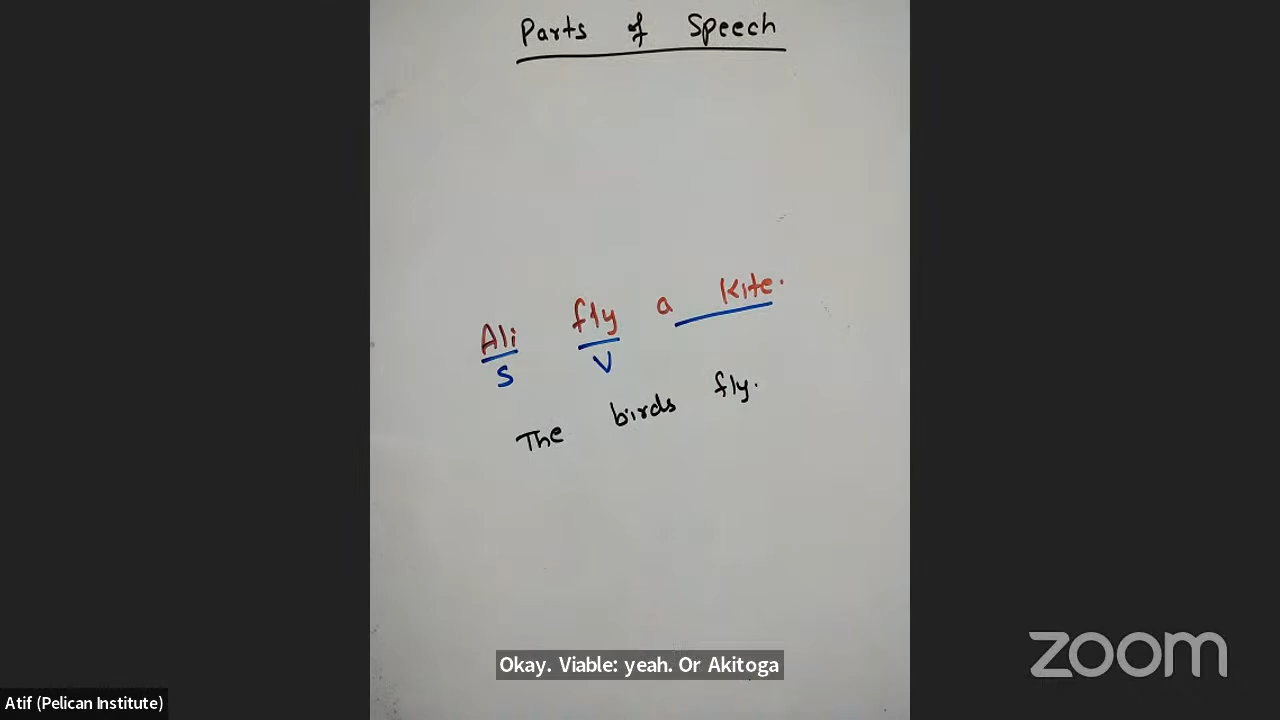 Parts of Speech
Ali fly a kite.
S V
The birds fly.
Okay. Viable: yeah. Or Akitoga
zoom
Atif (Pelican Institute)